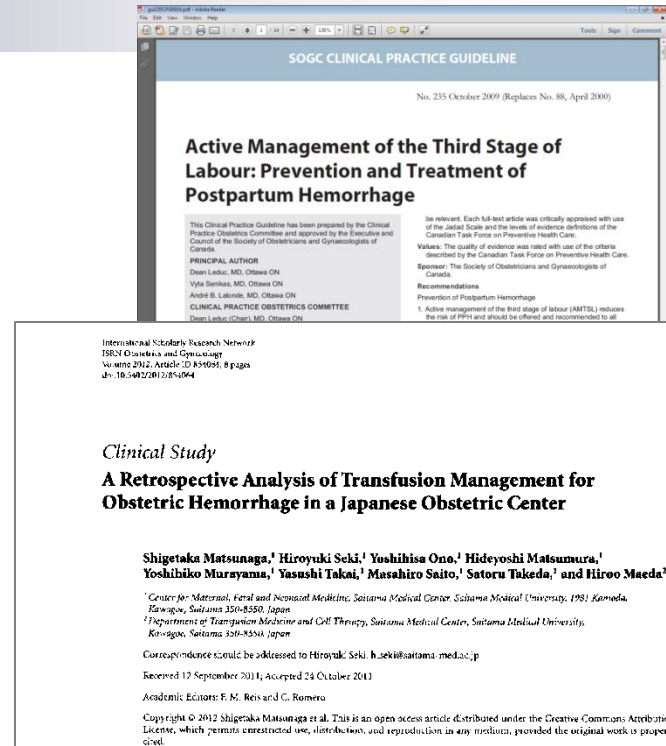 gui235CPG0910.pdf - Adobe Reader
File Edit View Window Help
1 / 14
Tools Sign Comment
SOGC CLINICAL PRACTICE GUIDELINE
No. 235 October 2009 (Replaces No. 88, April 2000)
Active Management of the Third Stage of
Labour: Prevention and Treatment of
Postpartum Hemorrhage
This Clinical Practice Guideline has been prepared by the Clinical
Practice Obstetrics Committee and approved by the Executive and
Council of the Society of Obstetricians and Gynaecologists of
Canada.
PRINCIPAL AUTHOR
Dean Leduc, MD, Ottawa ON
Vyta Senikas, MD, Ottawa ON
André B. Lalonde, MD, Ottawa ON
CLINICAL PRACTICE OBSTETRICS COMMITTEE
Dean Leduc (Chair), MD, Ottawa ON
be relevant. Each full-text article was critically appraised with use
of the Jadad Scale and the levels of evidence definitions of the
Canadian Task Force on Preventive Health Care.
Values: The quality of evidence was rated with use of the criteria
described by the Canadian Task Force on Preventive Health Care.
Sponsor: The Society of Obstetricians and Gynaecologists of
Canada.
Recommendations
Prevention of Postpartum Hemorrhage
1. Active management of the third stage of labour (AMTSL) reduces
the risk of PPH and should be offered and recommended to all
International Scholarly Research Network
ISRN Obstetrics and Gynecology
Volume 2012, Article ID 854064, 8 pages
doi:10.5402/2012/854064
Clinical Study
A Retrospective Analysis of Transfusion Management for
Obstetric Hemorrhage in a Japanese Obstetric Center
Shigetaka Matsunaga,¹ Hiroyuki Seki,¹ Yoshihisa Ono,¹ Hideyoshi Matsumura,¹
Yoshihiko Murayama,¹ Yasushi Takai,¹ Masahiro Saito,¹ Satoru Takeda,¹ and Hiroo Maeda²
¹ Center for Maternal, Fetal and Neonatal Medicine, Saitama Medical Center, Saitama Medical University, 1981 Kamoda,
Kawagoe, Saitama 350-8550, Japan
² Department of Transfusion Medicine and Cell Therapy, Saitama Medical Center, Saitama Medical University,
Kawagoe, Saitama 350-8550, Japan
Correspondence should be addressed to Hiroyuki Seki, h_seki@saitama-med.ac.jp
Received 12 September 2011; Accepted 24 October 2011
Academic Editors: F. M. Reis and C. Romero
Copyright © 2012 Shigetaka Matsunaga et al. This is an open access article distributed under the Creative Commons Attributi
License, which permits unrestricted use, distribution, and reproduction in any medium, provided the original work is proper
cited.